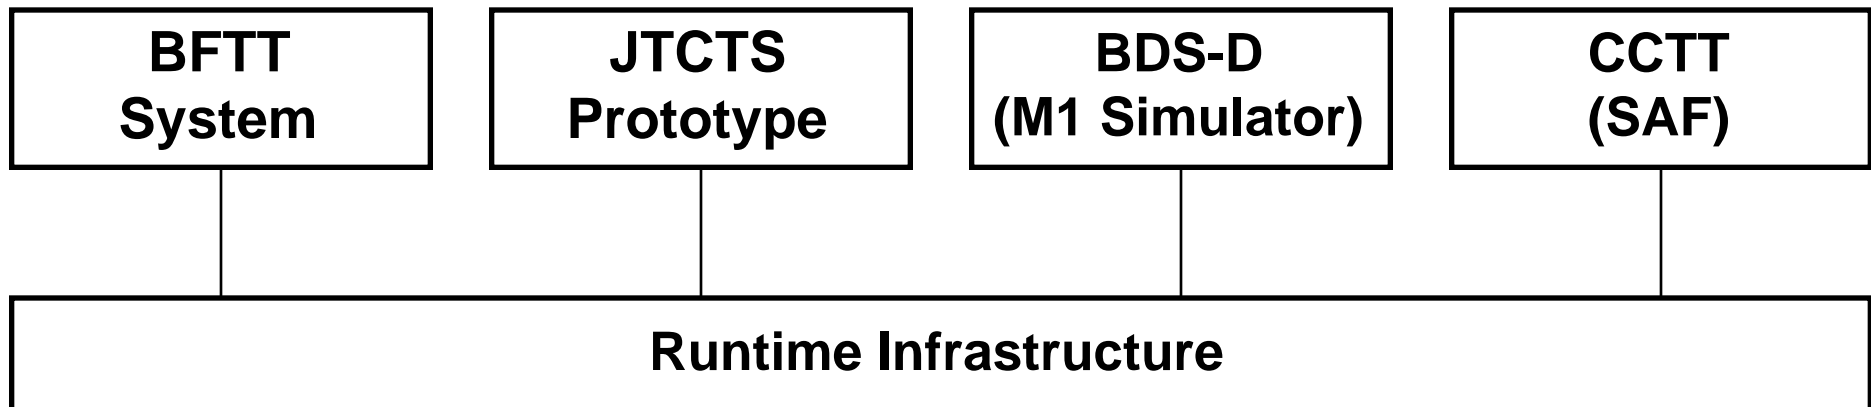 BFTT
System
JTCTS
Prototype
BDS-D
(M1 Simulator)
CCTT
(SAF)
Runtime Infrastructure